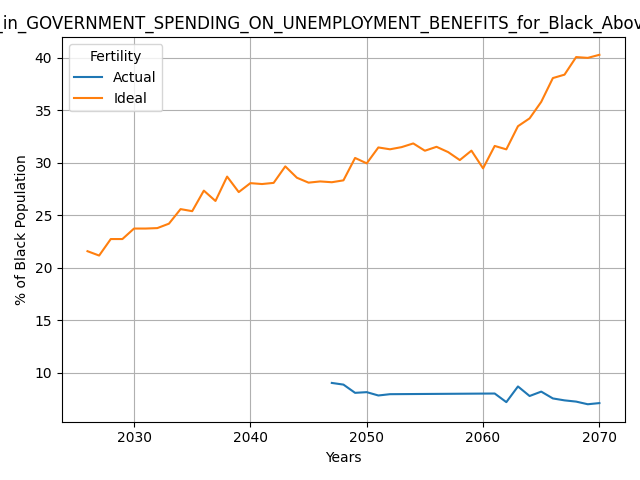 _in_GOVERNMENT_SPENDING_ON_UNEMPLOYMENT_BENEFITS_for_Black_Abov
Fertility
Actual
Ideal
40
35
30
25
20
15
10
% of Black Population
2030 2040 2050 2060 2070
Years